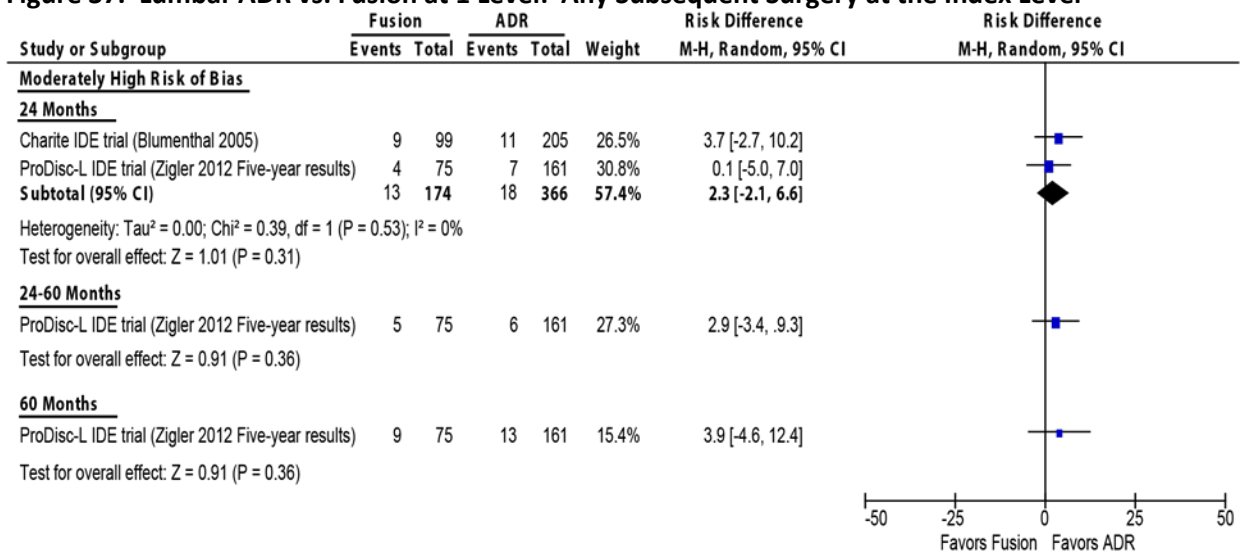 Figure 37. Lumbar ADR vs. Fusion at 1 Level: Any Subsequent Surgery at the Index Level
Fusion ADR Risk Difference Risk Difference
Study or Subgroup Events Total Events Total Weight M-H, Random, 95% CI M-H, Random, 95% CI
Moderately High Risk of Bias
24 Months
Charite IDE trial (Blumenthal 2005) 9 99 11 205 26.5% 3.7 [-2.7, 10.2]
ProDisc-L IDE trial (Zigler 2012 Five-year results) 4 75 7 161 30.8% 0.1 [-5.0, 7.0]
Subtotal (95% CI) 13 174 18 366 57.4% 2.3 [-2.1, 6.6]
Heterogeneity: Tau² = 0.00; Chi² = 0.39, df = 1 (P = 0.53); I² = 0%
Test for overall effect: Z = 1.01 (P = 0.31)
24-60 Months
ProDisc-L IDE trial (Zigler 2012 Five-year results) 5 75 6 161 27.3% 2.9 [-3.4, .9.3]
Test for overall effect: Z = 0.91 (P = 0.36)
60 Months
ProDisc-L IDE trial (Zigler 2012 Five-year results) 9 75 13 161 15.4% 3.9 [-4.6, 12.4]
Test for overall effect: Z = 0.91 (P = 0.36)
-50 -25 0 25 50
Favors Fusion Favors ADR